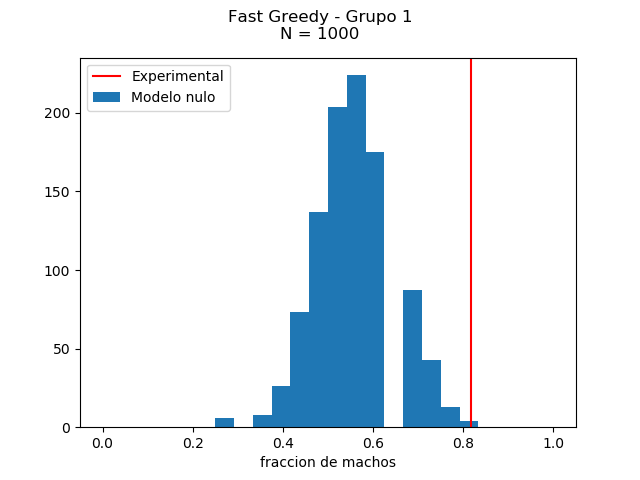 Fast Greedy - Grupo 1
N = 1000
Experimental
Modelo nulo
200
150
100
50
0
0.0 0.2 0.4 0.6 0.8 1.0
fraccion de machos